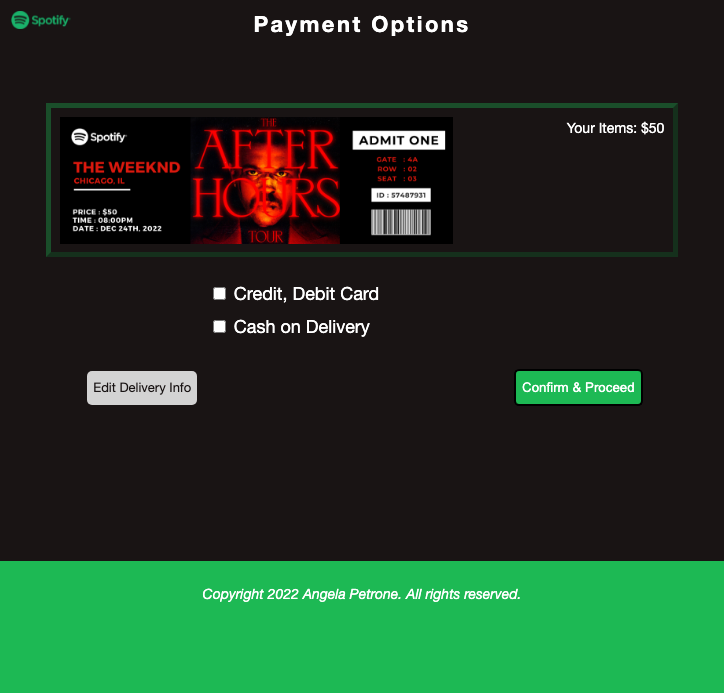 Spotify
Payment Options
Your Items: $50
Spotify
THE WEEKND
CHICAGO, IL
PRICE : $50
TIME : 08:00PM
DATE : DEC 24TH, 2022
THE
AFTER
HOURS
TOUR
ADMIT ONE
GATE : 4A
ROW : 02
SEAT : 03
ID : 57487931
Credit, Debit Card
Cash on Delivery
Edit Delivery Info
Confirm & Proceed
Copyright 2022 Angela Petrone. All rights reserved.